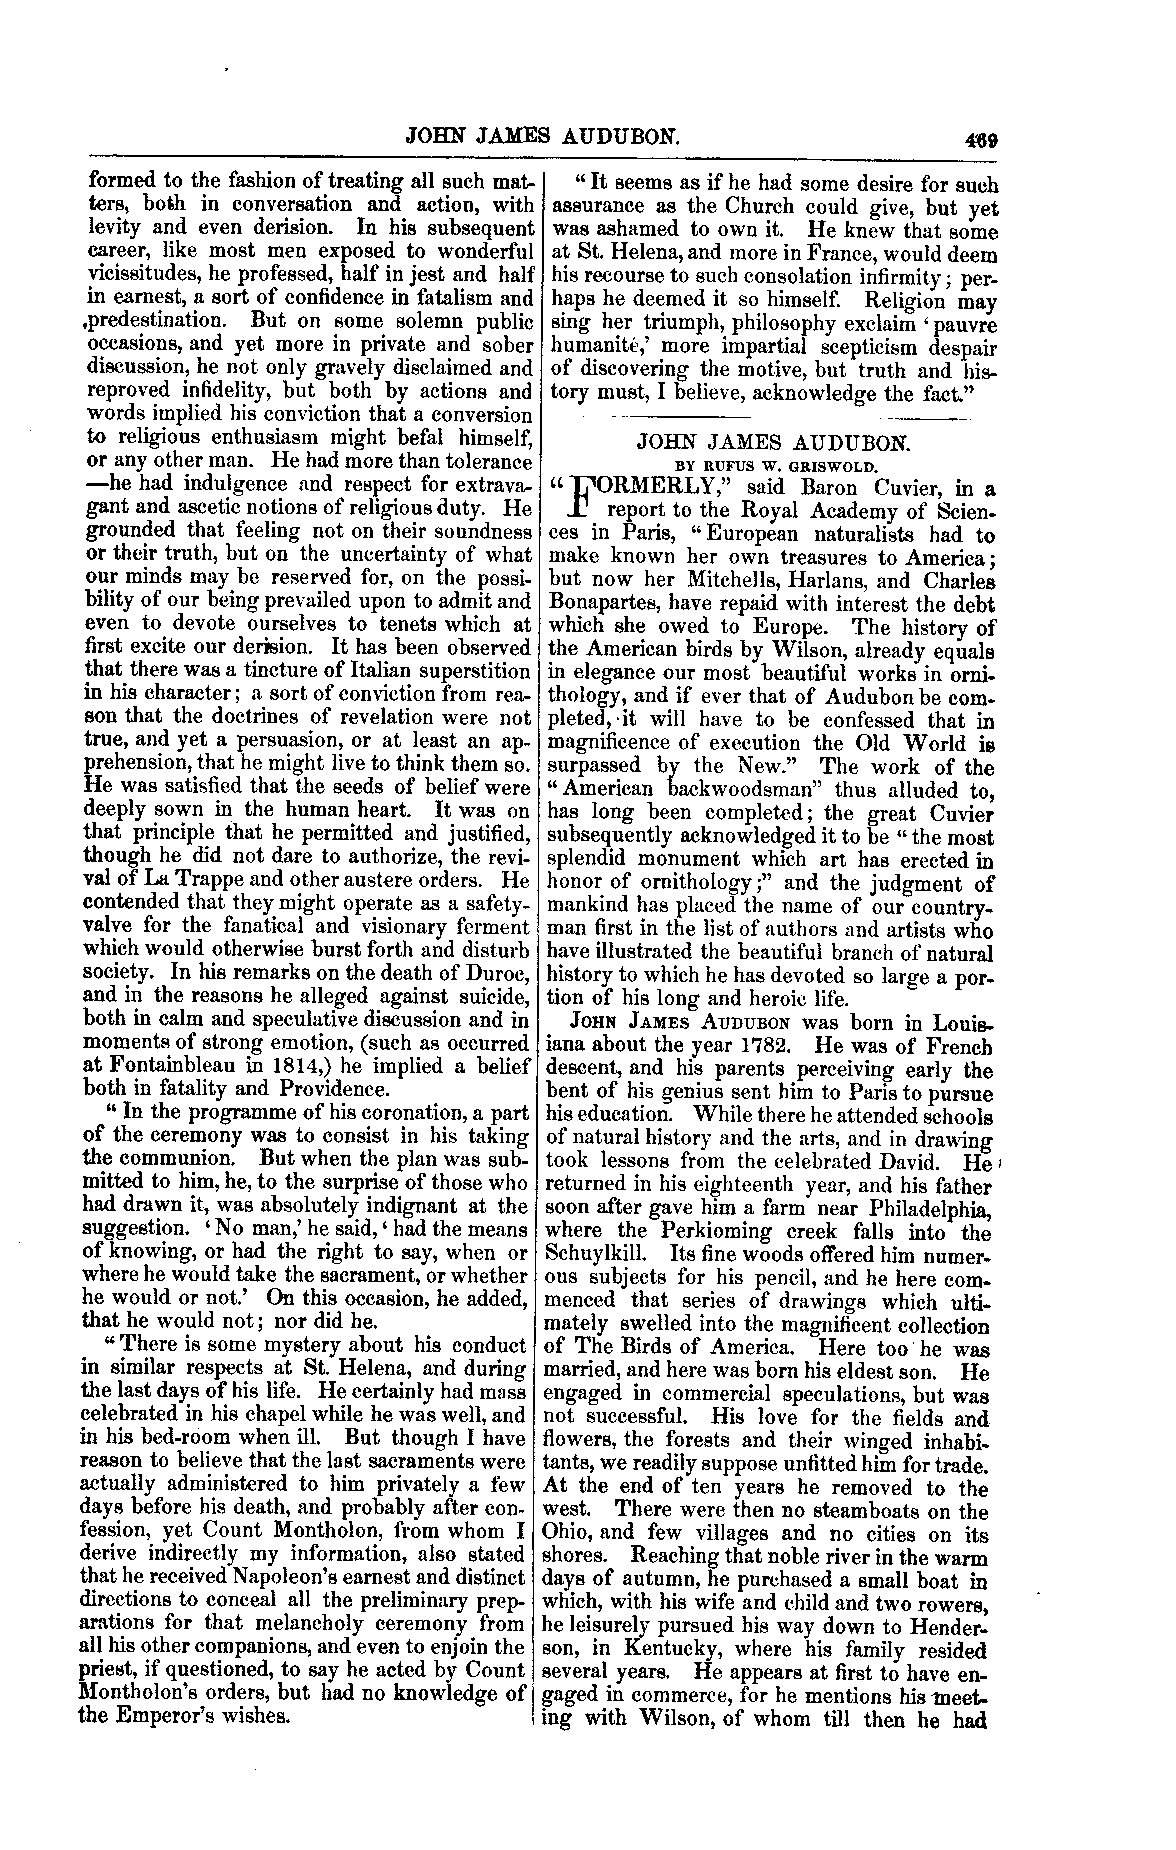 JOHN JAMES AUDUBON. 469
formed to the fashion of treating all such mat-
ters, both in conversation and action, with
levity and even derision. In his subsequent
career, like most men exposed to wonderful
vicissitudes, he professed, half in jest and half
in earnest, a sort of confidence in fatalism and
predestination. But on some solemn public
occasions, and yet more in private and sober
discussion, he not only gravely disclaimed and
reproved infidelity, but both by actions and
words implied his conviction that a conversion
to religious enthusiasm might befal himself,
or any other man. He had more than tolerance
—he had indulgence and respect for extrava-
gant and ascetic notions of religious duty. He
grounded that feeling not on their soundness
or their truth, but on the uncertainty of what
our minds may be reserved for, on the possi-
bility of our being prevailed upon to admit and
even to devote ourselves to tenets which at
first excite our derision. It has been observed
that there was a tincture of Italian superstition
in his character; a sort of conviction from rea-
son that the doctrines of revelation were not
true, and yet a persuasion, or at least an ap-
prehension, that he might live to think them so.
He was satisfied that the seeds of belief were
deeply sown in the human heart. It was on
that principle that he permitted and justified,
though he did not dare to authorize, the revi-
val of La Trappe and other austere orders. He
contended that they might operate as a safety-
valve for the fanatical and visionary ferment
which would otherwise burst forth and disturb
society. In his remarks on the death of Duroc,
and in the reasons he alleged against suicide,
both in calm and speculative discussion and in
moments of strong emotion, (such as occurred
at Fontainbleau in 1814,) he implied a belief
both in fatality and Providence.
"In the programme of his coronation, a part
of the ceremony was to consist in his taking
the communion. But when the plan was sub-
mitted to him, he, to the surprise of those who
had drawn it, was absolutely indignant at the
suggestion. 'No man,' he said, 'had the means
of knowing, or had the right to say, when or
where he would take the sacrament, or whether
he would or not.' On this occasion, he added,
that he would not; nor did he.
"There is some mystery about his conduct
in similar respects at St. Helena, and during
the last days of his life. He certainly had mass
celebrated in his chapel while he was well, and
in his bed-room when ill. But though I have
reason to believe that the last sacraments were
actually administered to him privately a few
days before his death, and probably after con-
fession, yet Count Montholon, from whom I
derive indirectly my information, also stated
that he received Napoleon's earnest and distinct
directions to conceal all the preliminary prep-
arations for that melancholy ceremony from
all his other companions, and even to enjoin the
priest, if questioned, to say he acted by Count
Montholon's orders, but had no knowledge of
the Emperor's wishes.
"It seems as if he had some desire for such
assurance as the Church could give, but yet
was ashamed to own it. He knew that some
at St. Helena, and more in France, would deem
his recourse to such consolation infirmity; per-
haps he deemed it so himself. Religion may
sing her triumph, philosophy exclaim 'pauvre
humanité,' more impartial scepticism despair
of discovering the motive, but truth and his-
tory must, I believe, acknowledge the fact."
JOHN JAMES AUDUBON.
BY RUFUS W. GRISWOLD.
"FORMERLY," said Baron Cuvier, in a
report to the Royal Academy of Scien-
ces in Paris, "European naturalists had to
make known her own treasures to America;
but now her Mitchells, Harlans, and Charles
Bonapartes, have repaid with interest the debt
which she owed to Europe. The history of
the American birds by Wilson, already equals
in elegance our most beautiful works in orni-
thology, and if ever that of Audubon be com-
pleted, it will have to be confessed that in
magnificence of execution the Old World is
surpassed by the New." The work of the
"American backwoodsman" thus alluded to,
has long been completed; the great Cuvier
subsequently acknowledged it to be "the most
splendid monument which art has erected in
honor of ornithology;" and the judgment of
mankind has placed the name of our country-
man first in the list of authors and artists who
have illustrated the beautiful branch of natural
history to which he has devoted so large a por-
tion of his long and heroic life.
JOHN JAMES AUDUBON was born in Louis-
iana about the year 1782. He was of French
descent, and his parents perceiving early the
bent of his genius sent him to Paris to pursue
his education. While there he attended schools
of natural history and the arts, and in drawing
took lessons from the celebrated David. He
returned in his eighteenth year, and his father
soon after gave him a farm near Philadelphia,
where the Perkioming creek falls into the
Schuylkill. Its fine woods offered him numer-
ous subjects for his pencil, and he here com-
menced that series of drawings which ulti-
mately swelled into the magnificent collection
of The Birds of America. Here too he was
married, and here was born his eldest son. He
engaged in commercial speculations, but was
not successful. His love for the fields and
flowers, the forests and their winged inhabi-
tants, we readily suppose unfitted him for trade.
At the end of ten years he removed to the
west. There were then no steamboats on the
Ohio, and few villages and no cities on its
shores. Reaching that noble river in the warm
days of autumn, he purchased a small boat in
which, with his wife and child and two rowers,
he leisurely pursued his way down to Hender-
son, in Kentucky, where his family resided
several years. He appears at first to have en-
gaged in commerce, for he mentions his meet-
ing with Wilson, of whom till then he had